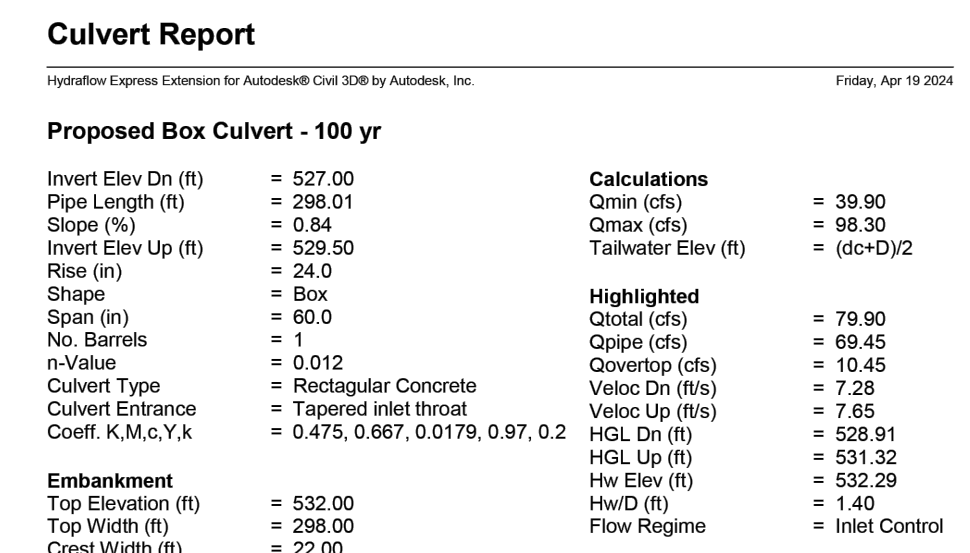 Culvert Report
Hydraflow Express Extension for Autodesk® Civil 3D® by Autodesk, Inc.
Friday, Apr 19 2024
Proposed Box Culvert - 100 yr
Invert Elev Dn (ft) = 527.00
Pipe Length (ft) = 298.01
Slope (%) = 0.84
Invert Elev Up (ft) = 529.50
Rise (in) = 24.0
Shape = Box
Span (in) = 60.0
No. Barrels = 1
n-Value = 0.012
Culvert Type = Rectagular Concrete
Culvert Entrance = Tapered inlet throat
Coeff. K,M,c,Y,k = 0.475, 0.667, 0.0179, 0.97, 0.2
Embankment
Top Elevation (ft) = 532.00
Top Width (ft) = 298.00
Crest Width (ft) = 22.00
Calculations
Qmin (cfs) = 39.90
Qmax (cfs) = 98.30
Tailwater Elev (ft) = (dc+D)/2
Highlighted
Qtotal (cfs) = 79.90
Qpipe (cfs) = 69.45
Qovertop (cfs) = 10.45
Veloc Dn (ft/s) = 7.28
Veloc Up (ft/s) = 7.65
HGL Dn (ft) = 528.91
HGL Up (ft) = 531.32
Hw Elev (ft) = 532.29
Hw/D (ft) = 1.40
Flow Regime = Inlet Control